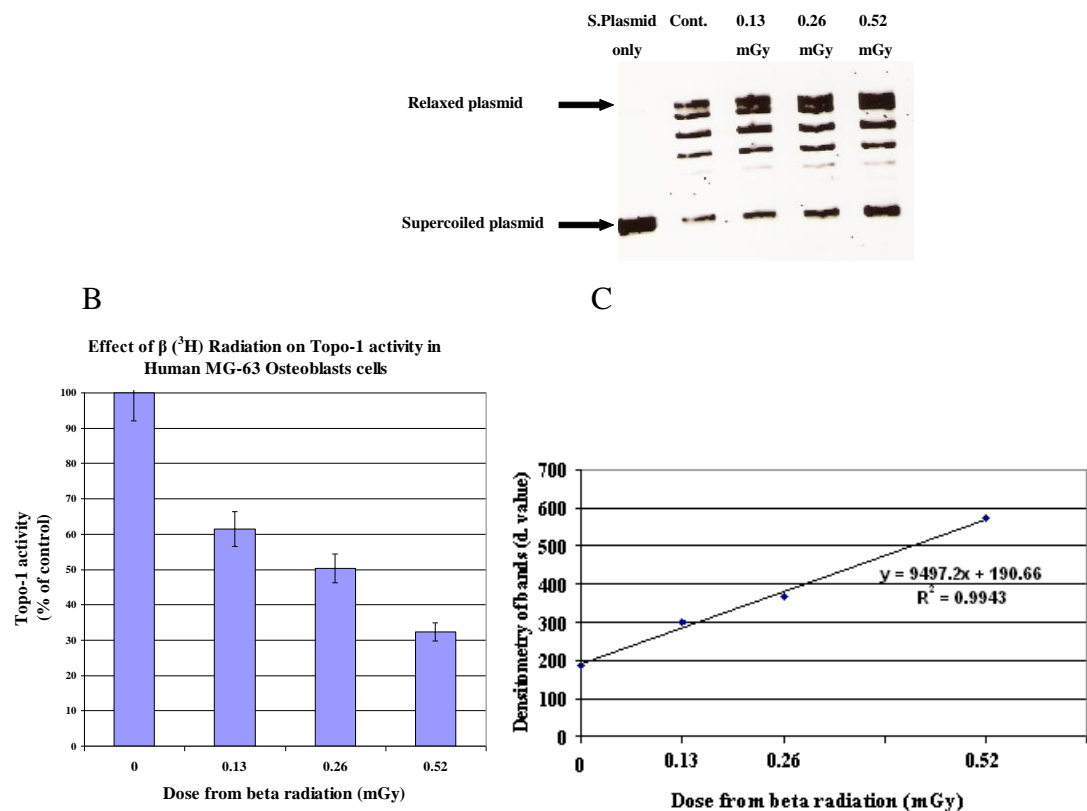 S.Plasmid Cont. 0.13 0.26 0.52
only mGy mGy mGy
Relaxed plasmid
Supercoiled plasmid
B
C
Effect of β (³H) Radiation on Topo-1 activity in
Human MG-63 Osteoblasts cells
Topo-1 activity
(% of control)
100
90
80
70
60
50
40
30
20
10
0
0 0.13 0.26 0.52
Dose from beta radiation (mGy)
Densitometry of bands (d. value)
700
600
500
400
300
200
100
0
y = 9497.2x + 190.66
R² = 0.9943
0 0.13 0.26 0.52
Dose from beta radiation (mGy)